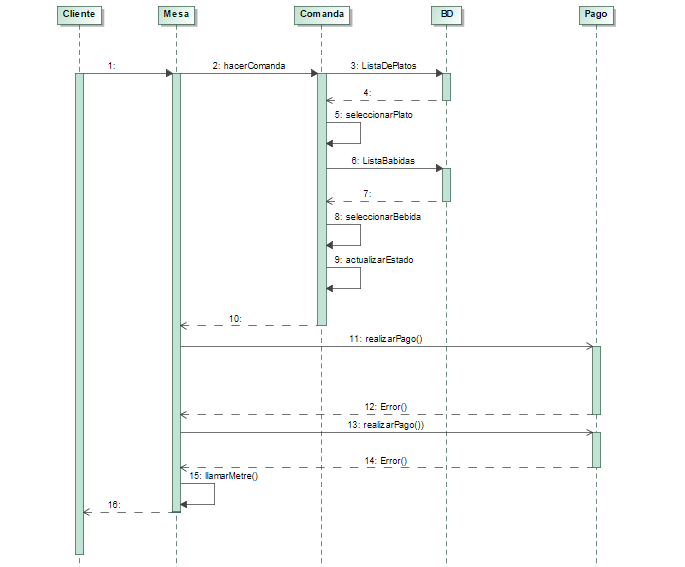 Cliente
Mesa
Comanda
BD
Pago
1:
2: hacerComanda
3: ListaDePlatos
4:
5: seleccionarPlato
6: ListaBabidas
7:
8: seleccionarBebida
9: actualizarEstado
10:
11: realizarPago()
12: Error()
13: realizarPago())
14: Error()
15: llamarMetre()
16: